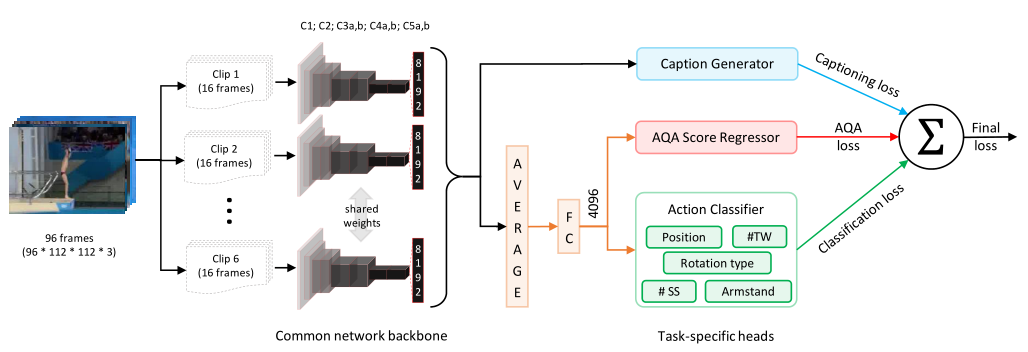 C1; C2; C3a,b; C4a,b; C5a,b
Clip 1
(16 frames)
8
1
9
2
Clip 2
(16 frames)
8
1
9
2
shared
weights
Clip 6
(16 frames)
8
1
9
2
96 frames
(96 * 112 * 112 * 3)
Common network backbone
A
V
E
R
A
G
E
F
C
4096
Caption Generator
AQA Score Regressor
Action Classifier
Position
#TW
Rotation type
# SS
Armstand
Task-specific heads
Captioning loss
AQA
loss
Classification loss
Σ
Final
loss